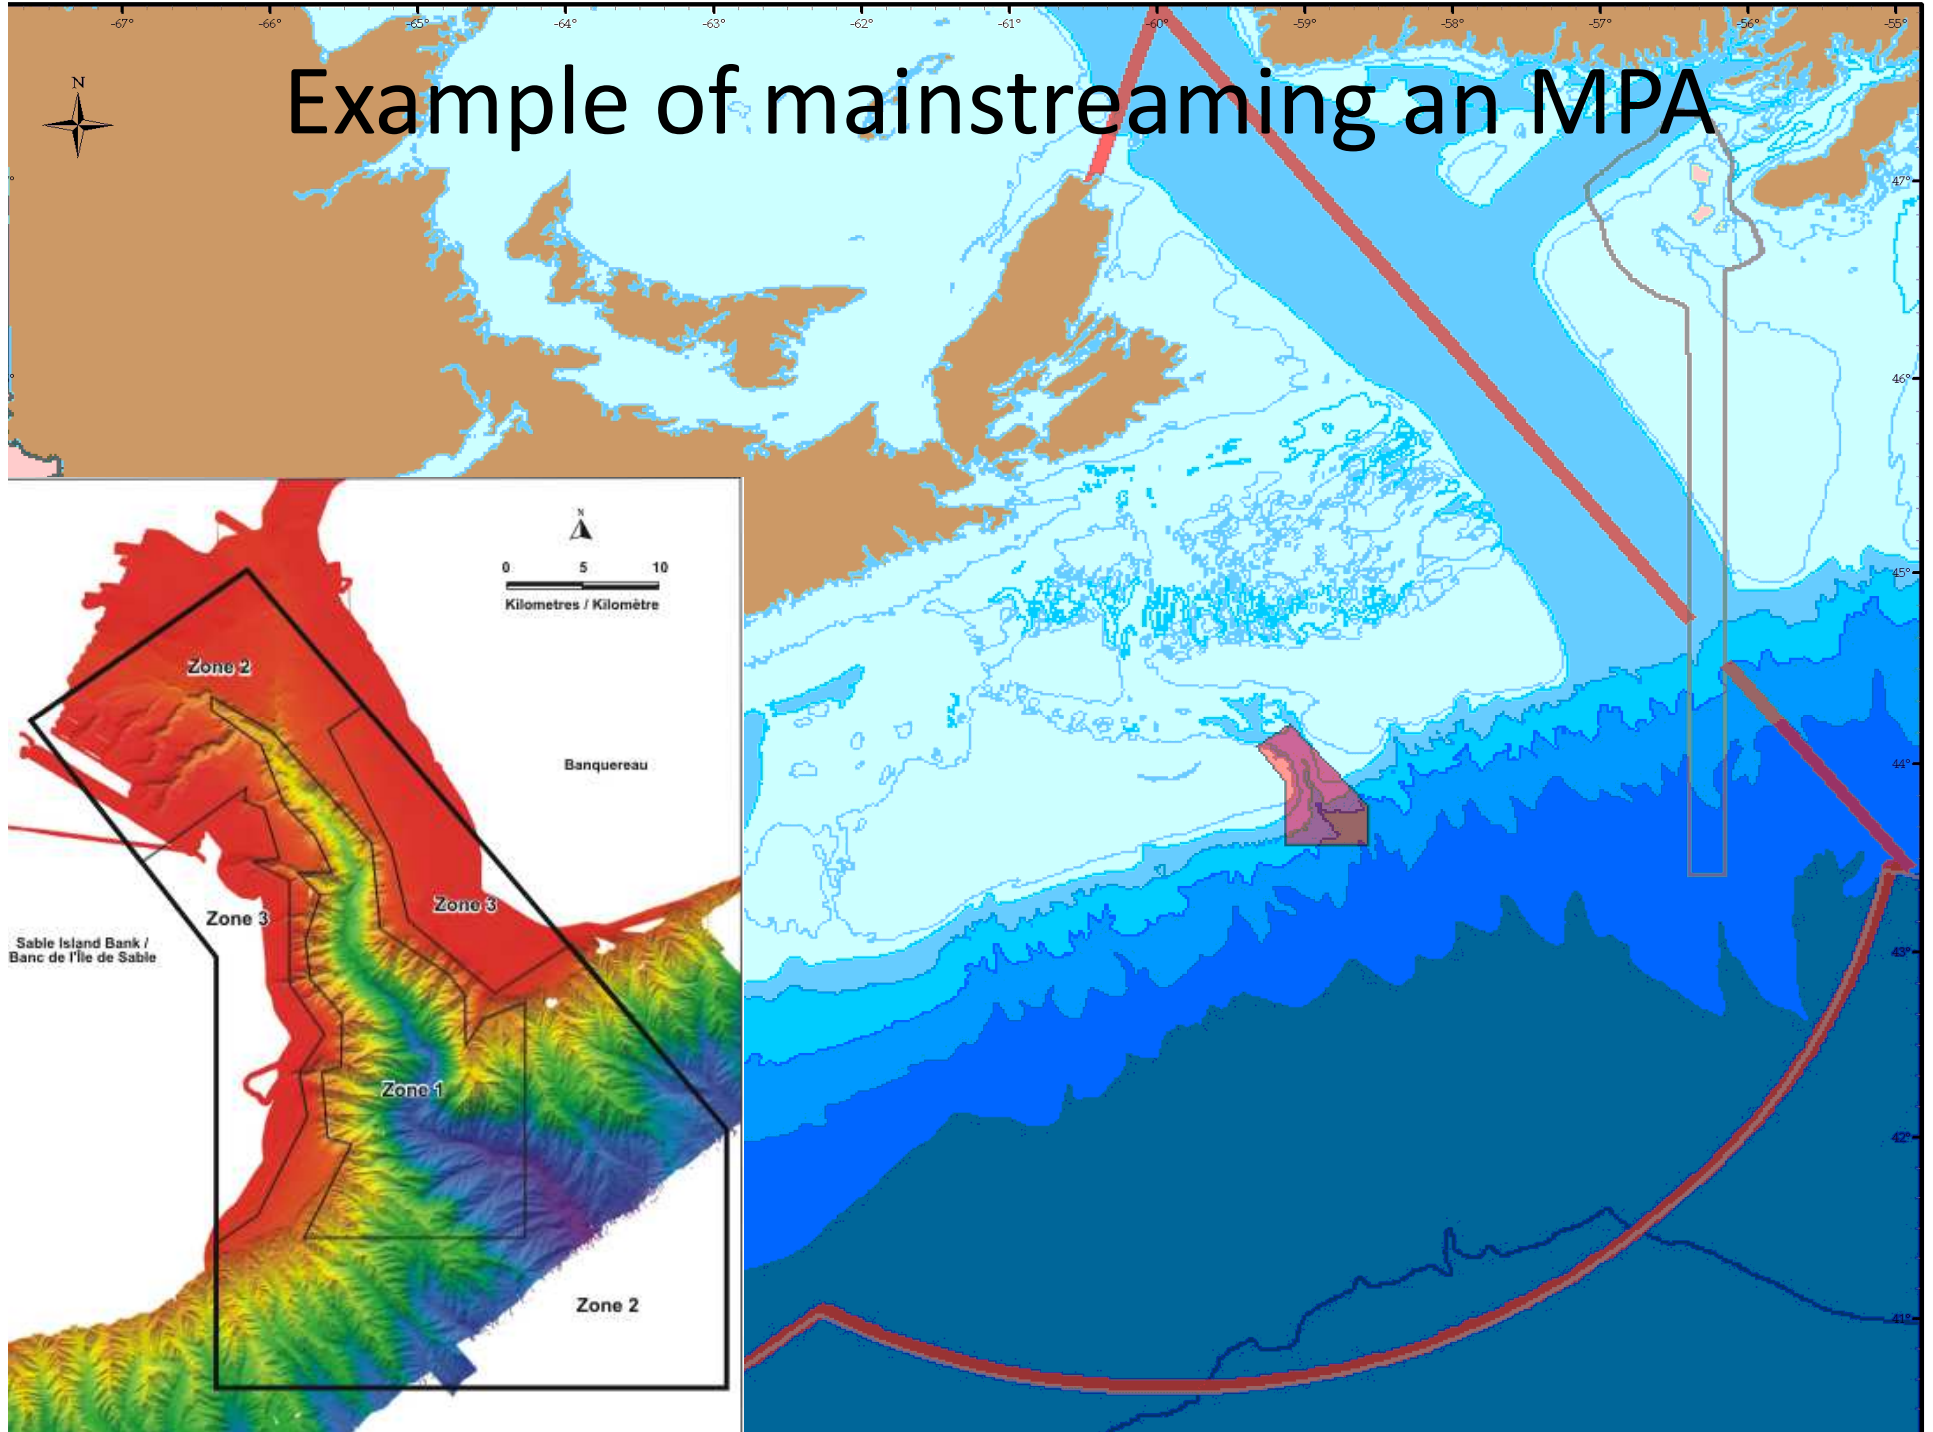 -67° -66° -65° -64° -63° -62° -61° -60° -59° -58° -57° -56° -55°
Example of mainstreaming an MPA
N
47°
46°
45°
44°
43°
42°
41°
N
0 5 10
Kilometres / Kilomètre
Zone 2
Banquereau
Zone 3
Zone 3
Sable Island Bank /
Banc de l'Île de Sable
Zone 1
Zone 2